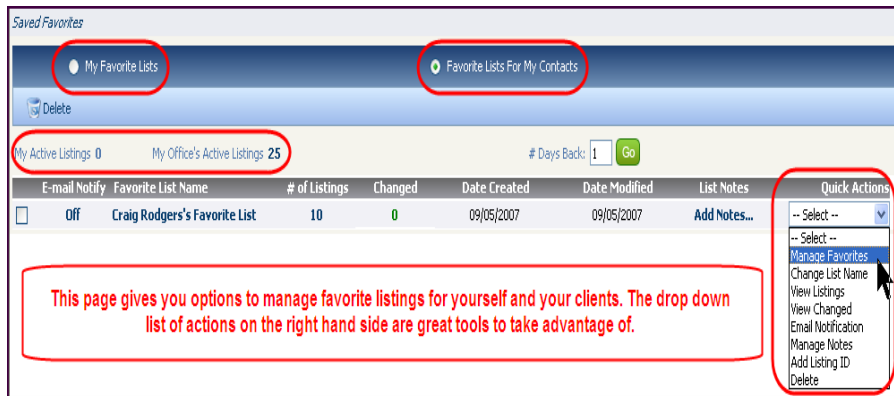 Saved Favorites
My Favorite Lists Favorite Lists For My Contacts
Delete
My Active Listings 0 My Office's Active Listings 25 # Days Back: 1 Go
E-mail Notify Favorite List Name # of Listings Changed Date Created Date Modified List Notes Quick Actions
Off Craig Rodgers's Favorite List 10 0 09/05/2007 09/05/2007 Add Notes... -- Select --
-- Select --
Manage Favorites
Change List Name
View Listings
View Changed
Email Notification
Manage Notes
Add Listing ID
Delete
This page gives you options to manage favorite listings for yourself and your clients. The drop down
list of actions on the right hand side are great tools to take advantage of.